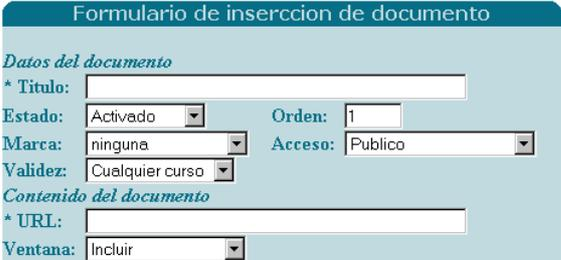 Formulario de inserccion de documento
Datos del documento
* Titulo:
Estado: Activado Orden: 1
Marca: ninguna Acceso: Publico
Validez: Cualquier curso
Contenido del documento
* URL:
Ventana: Incluir